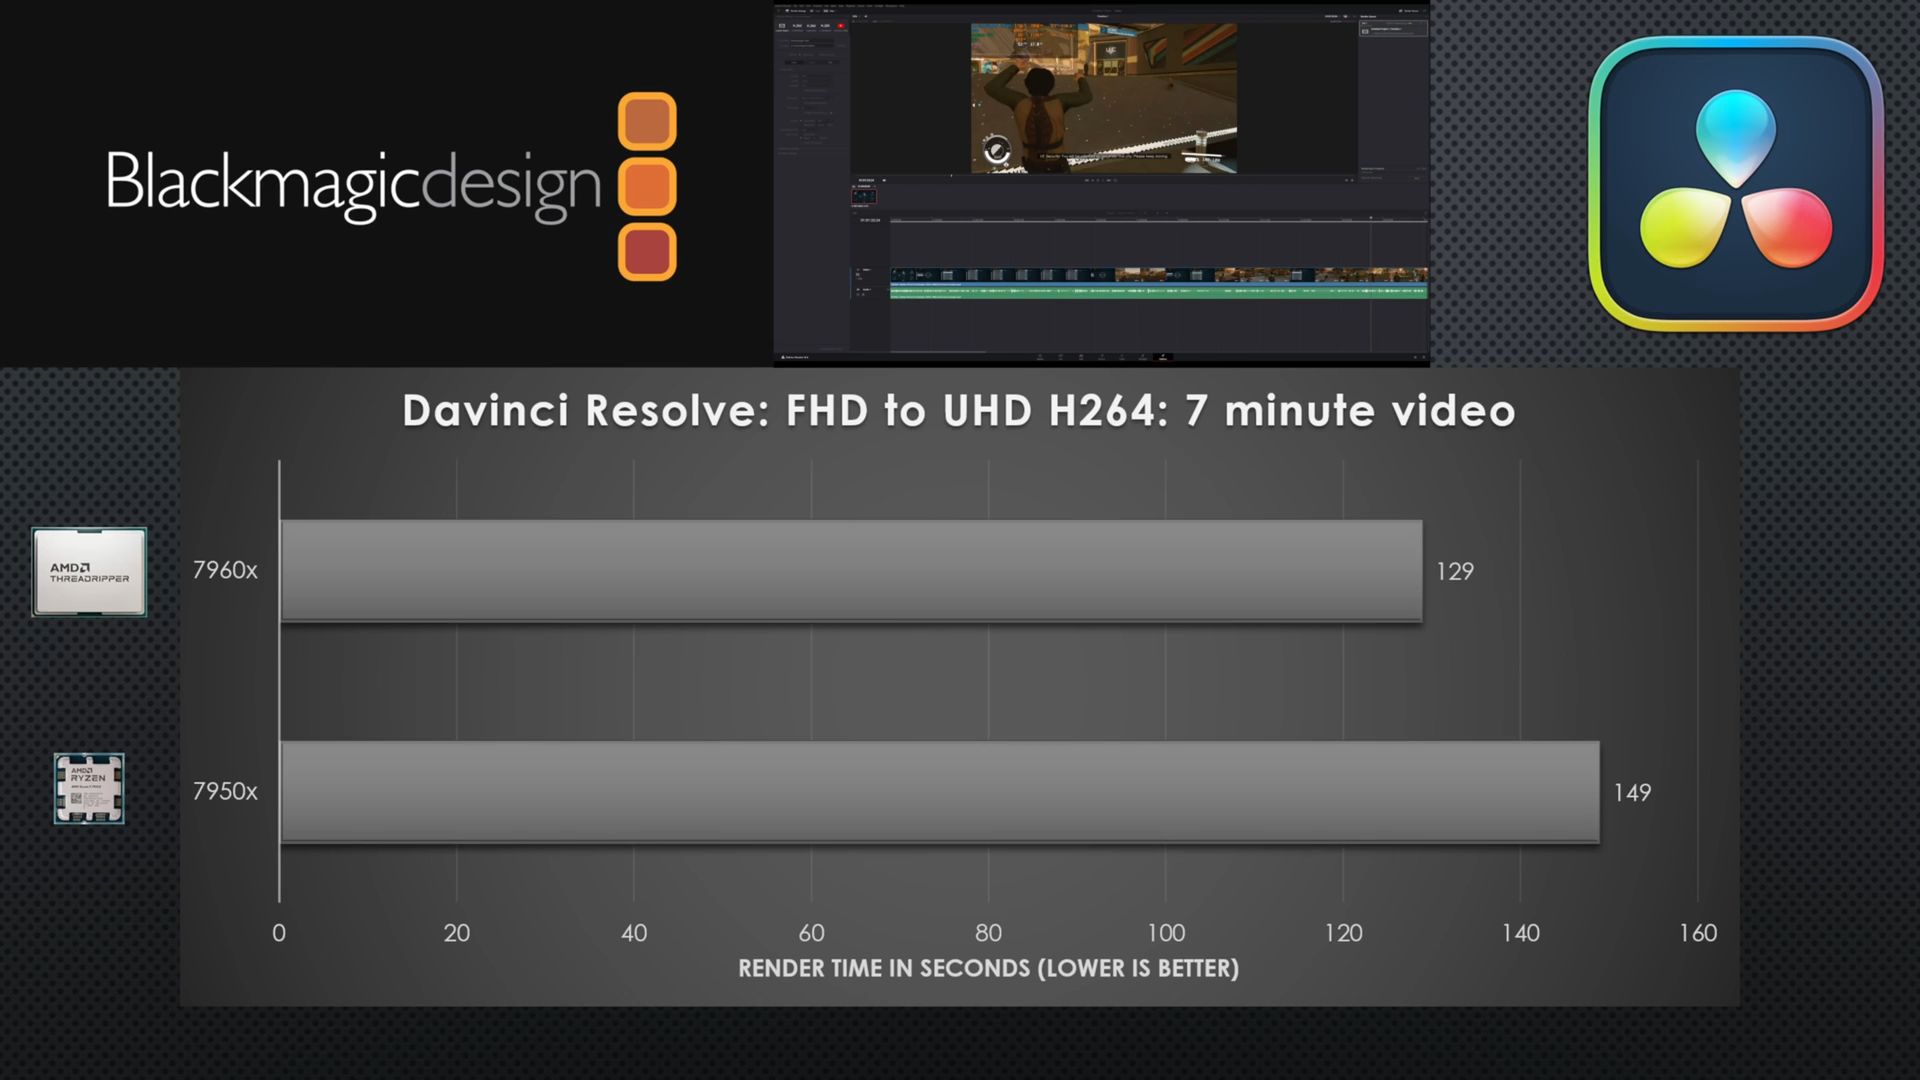 Blackmagicdesign
Davinci Resolve: FHD to UHD H264: 7 minute video
AMD
THREADRIPPER
7960x
129
AMD
RYZEN
7950x
149
0 20 40 60 80 100 120 140 160
RENDER TIME IN SECONDS (LOWER IS BETTER)